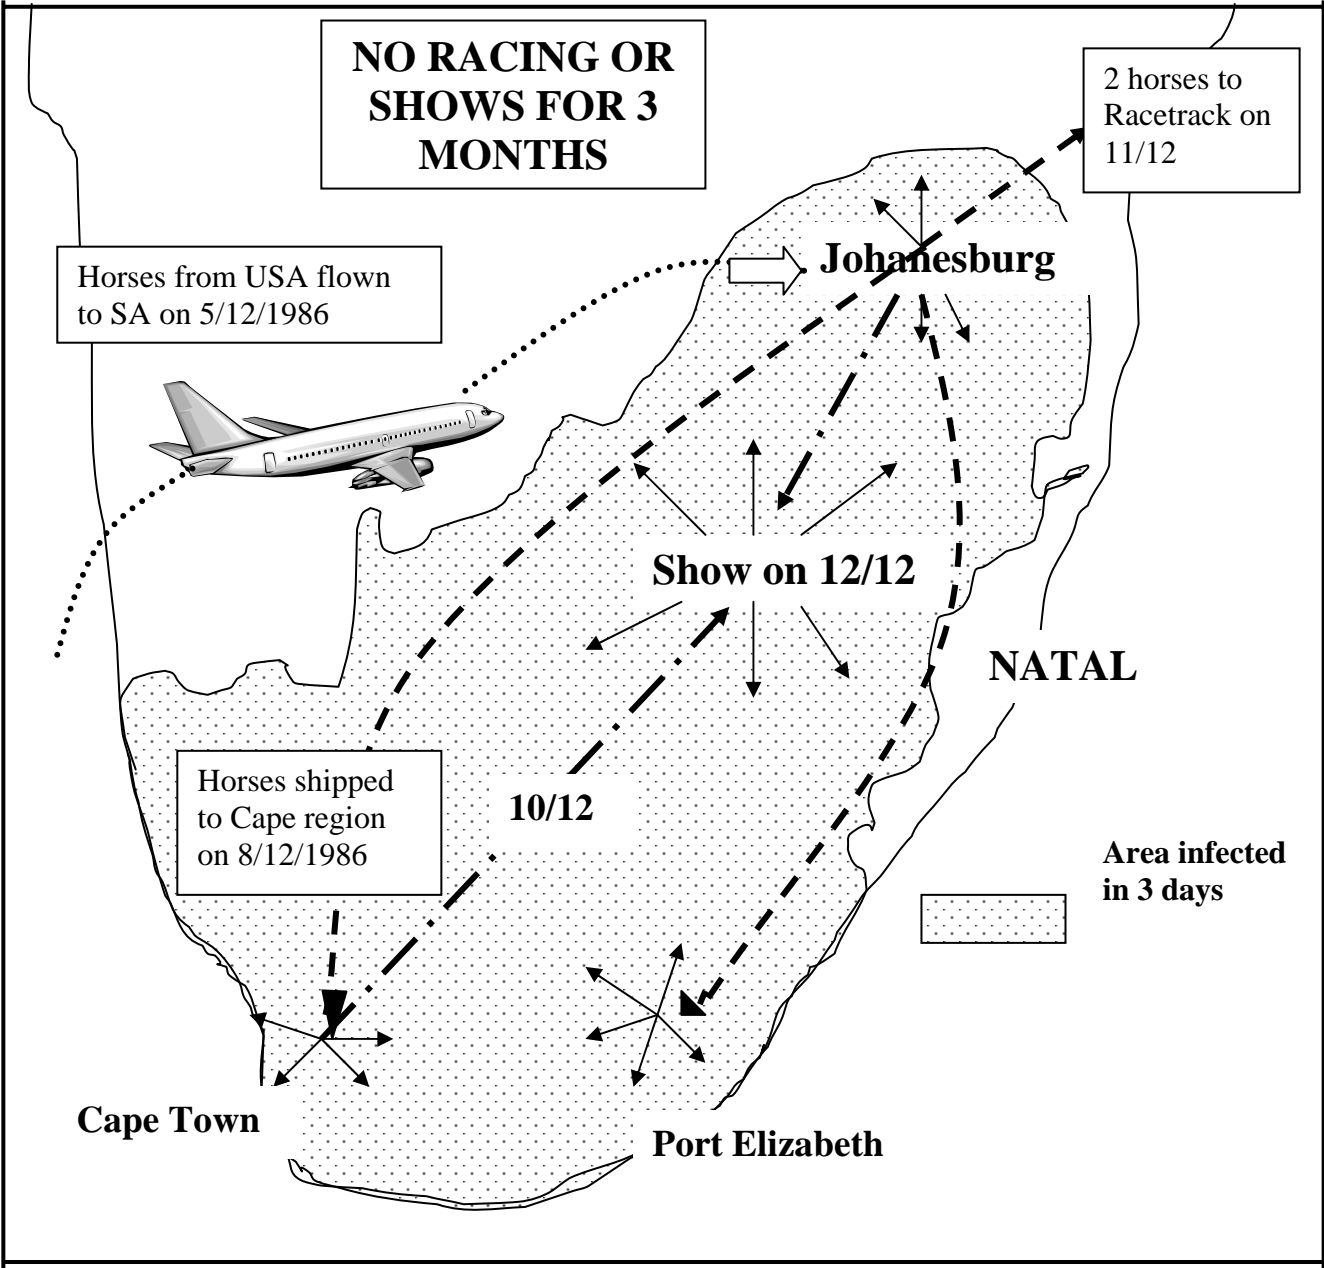 NO RACING OR
SHOWS FOR 3
MONTHS
2 horses to
Racetrack on
11/12
Horses from USA flown
to SA on 5/12/1986
Johanesburg
Show on 12/12
NATAL
Horses shipped
to Cape region
on 8/12/1986
10/12
Area infected
in 3 days
Cape Town
Port Elizabeth